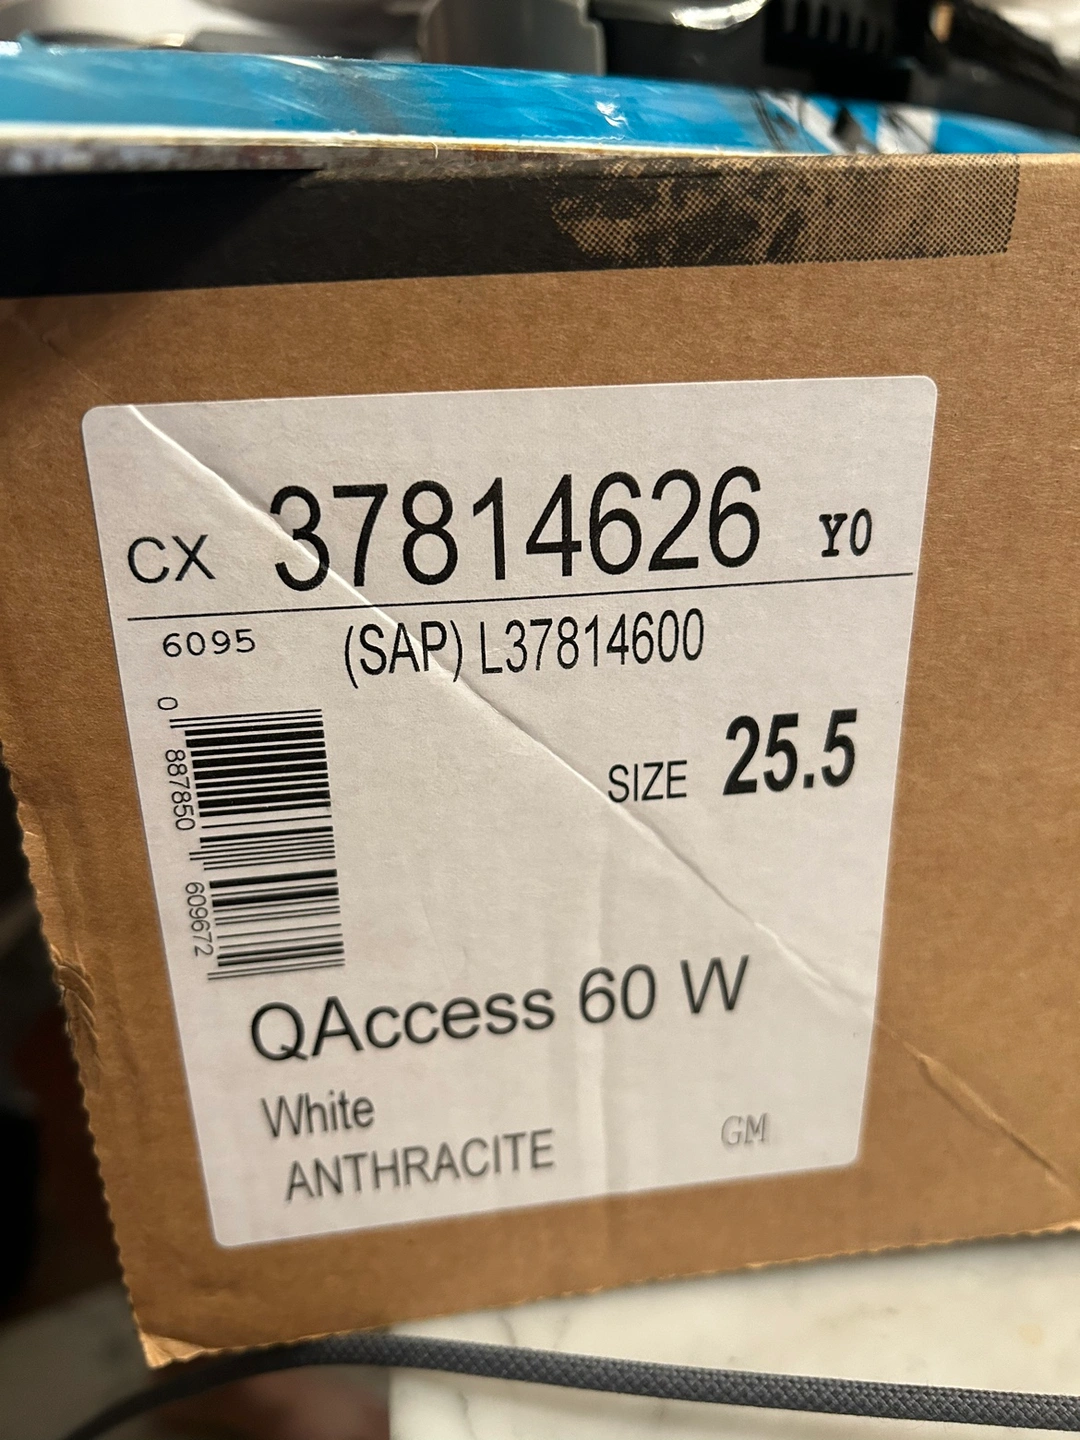 CX 37814626 Y0
6095 (SAP) L37814600
0 887850 609672
SIZE 25.5
QAccess 60 W
White
ANTHRACITE GM